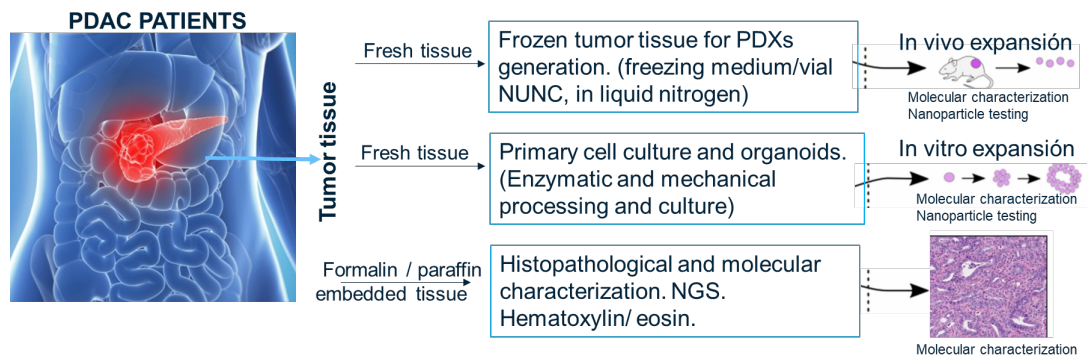 PDAC PATIENTS
Tumor tissue
Fresh tissue
Frozen tumor tissue for PDXs
generation. (freezing medium/vial
NUNC, in liquid nitrogen)
In vivo expansión
Molecular characterization
Nanoparticle testing
Fresh tissue
Primary cell culture and organoids.
(Enzymatic and mechanical
processing and culture)
In vitro expansión
Molecular characterization
Nanoparticle testing
Formalin / paraffin
embedded tissue
Histopathological and molecular
characterization. NGS.
Hematoxylin/ eosin.
Molecular characterization